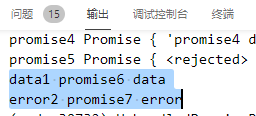 问题 输出 调试控制台 终端
promise4 Promise { 'promise4 d
promise5 Promise { <rejected>
data1 promise6 data
error2 promise7 error